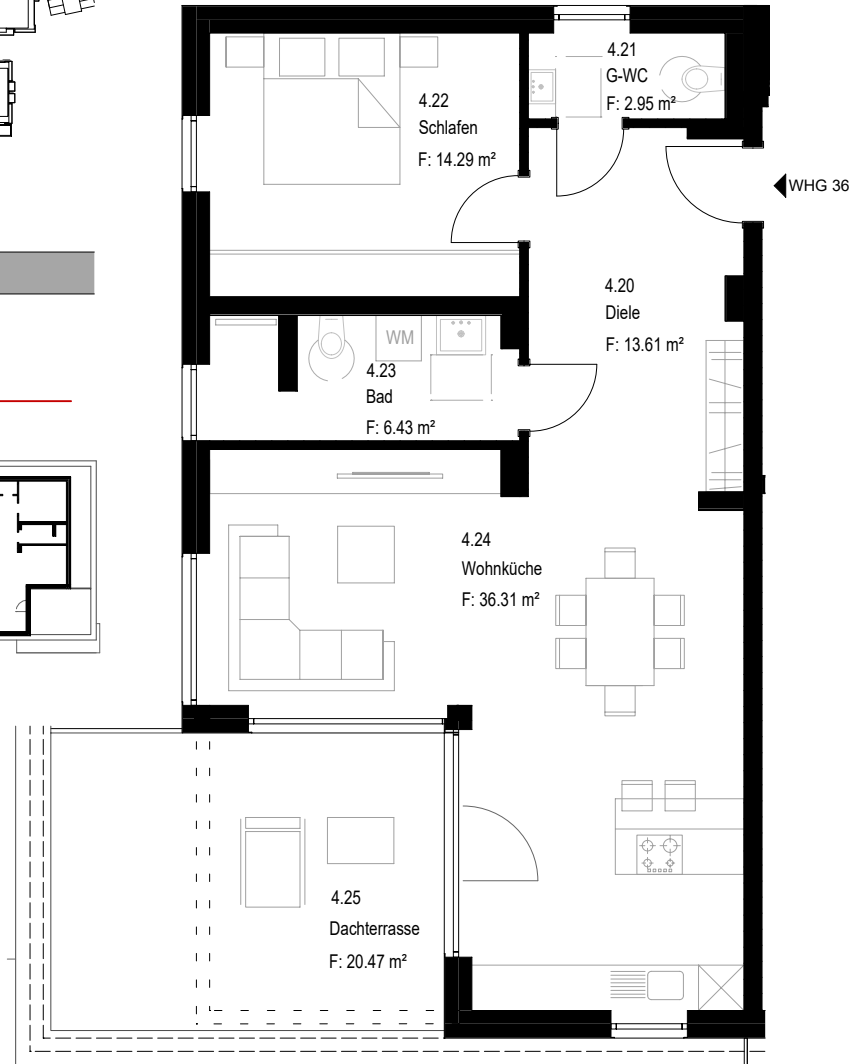 4.21
G-WC
F: 2.95 m²
4.22
Schlafen
F: 14.29 m²
WHG 36
4.20
Diele
F: 13.61 m²
WM
4.23
Bad
F: 6.43 m²
4.24
Wohnküche
F: 36.31 m²
4.25
Dachterrasse
F: 20.47 m²